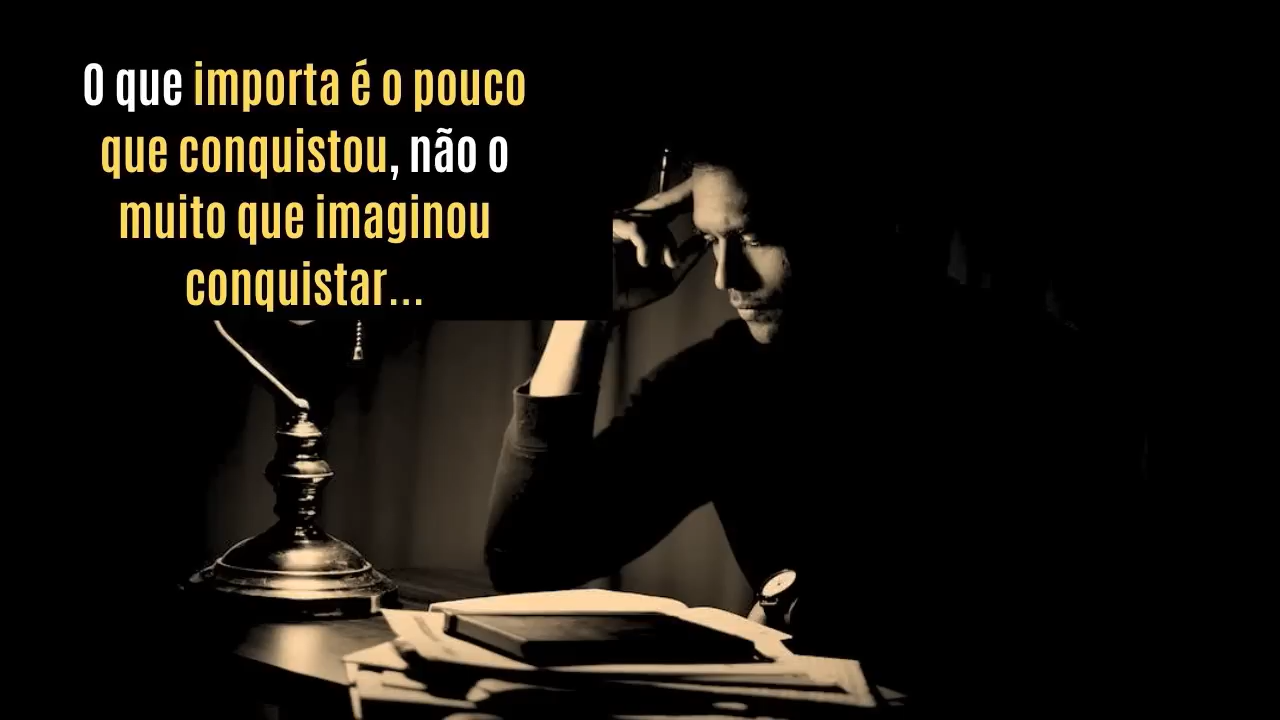 O que importa é o pouco
que conquistou, não o
muito que imaginou
conquistar...